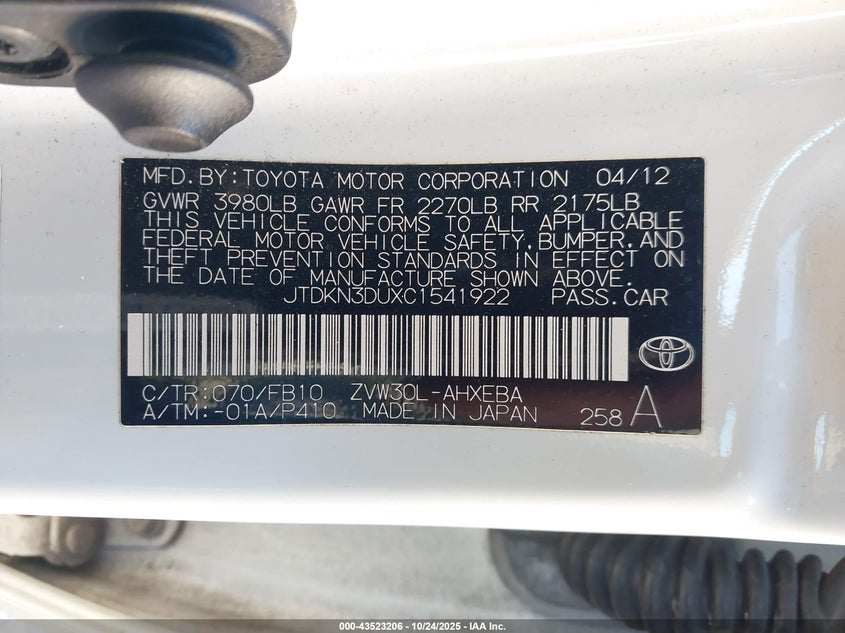 MFD. BY: TOYOTA MOTOR CORPORATION 04/12
GVWR 3980LB GAWR FR 2270LB RR 2175LB
THIS VEHICLE CONFORMS TO ALL APPLICABLE
FEDERAL MOTOR VEHICLE SAFETY, BUMPER, AND
THEFT PREVENTION STANDARDS IN EFFECT ON
THE DATE OF MANUFACTURE SHOWN ABOVE.
JTDKN3DUXC1541922 PASS. CAR
C/TR: 070/FB10 ZVW30L-AHXEBA
A/TM: -01A/P410 MADE IN JAPAN 258 A
000-43523206 - 10/24/2025 - IAA Inc.